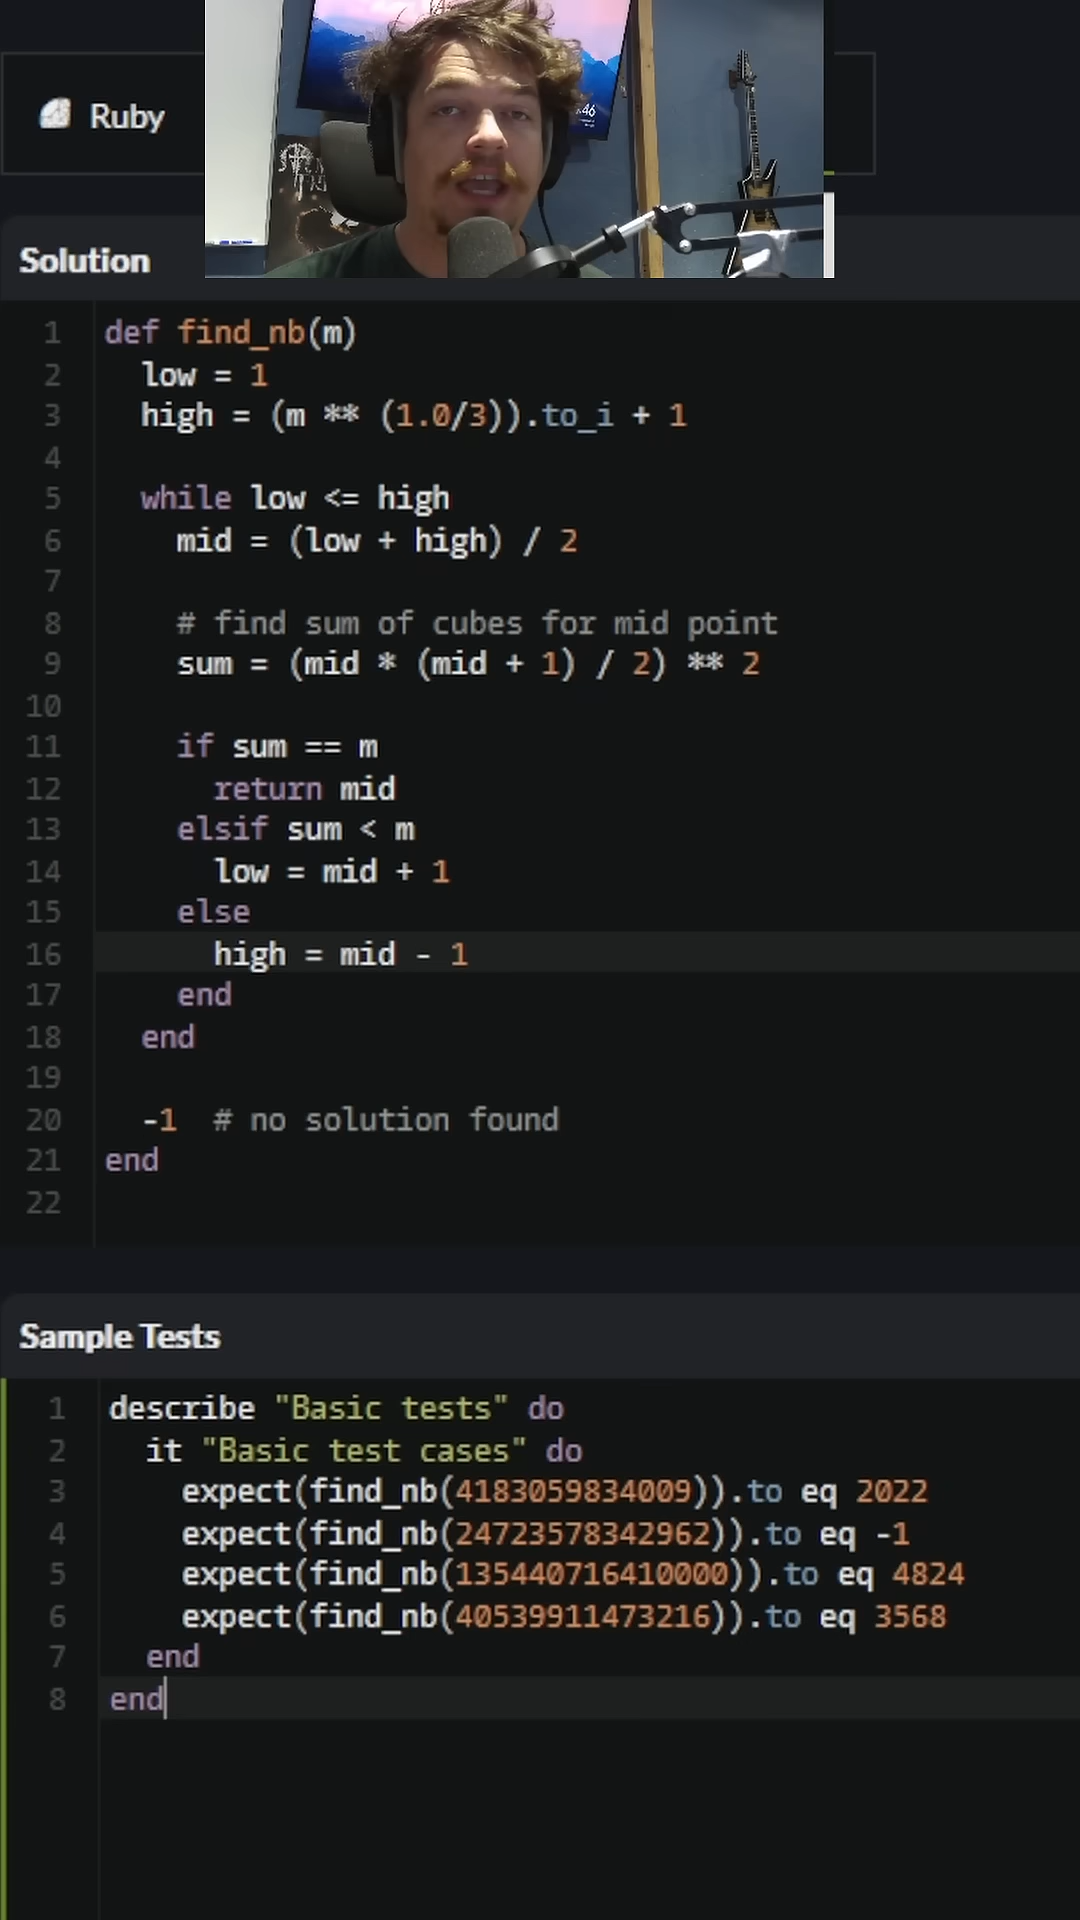 Ruby
:46
Solution
1 def find_nb(m)
2 low = 1
3 high = (m ** (1.0/3)).to_i + 1
4
5 while low <= high
6 mid = (low + high) / 2
7
8 # find sum of cubes for mid point
9 sum = (mid * (mid + 1) / 2) ** 2
10
11 if sum == m
12 return mid
13 elsif sum < m
14 low = mid + 1
15 else
16 high = mid - 1
17 end
18 end
19
20 -1 # no solution found
21 end
22
Sample Tests
1 describe "Basic tests" do
2 it "Basic test cases" do
3 expect(find_nb(4183059834009)).to eq 2022
4 expect(find_nb(24723578342962)).to eq -1
5 expect(find_nb(135440716410000)).to eq 4824
6 expect(find_nb(40539911473216)).to eq 3568
7 end
8 end